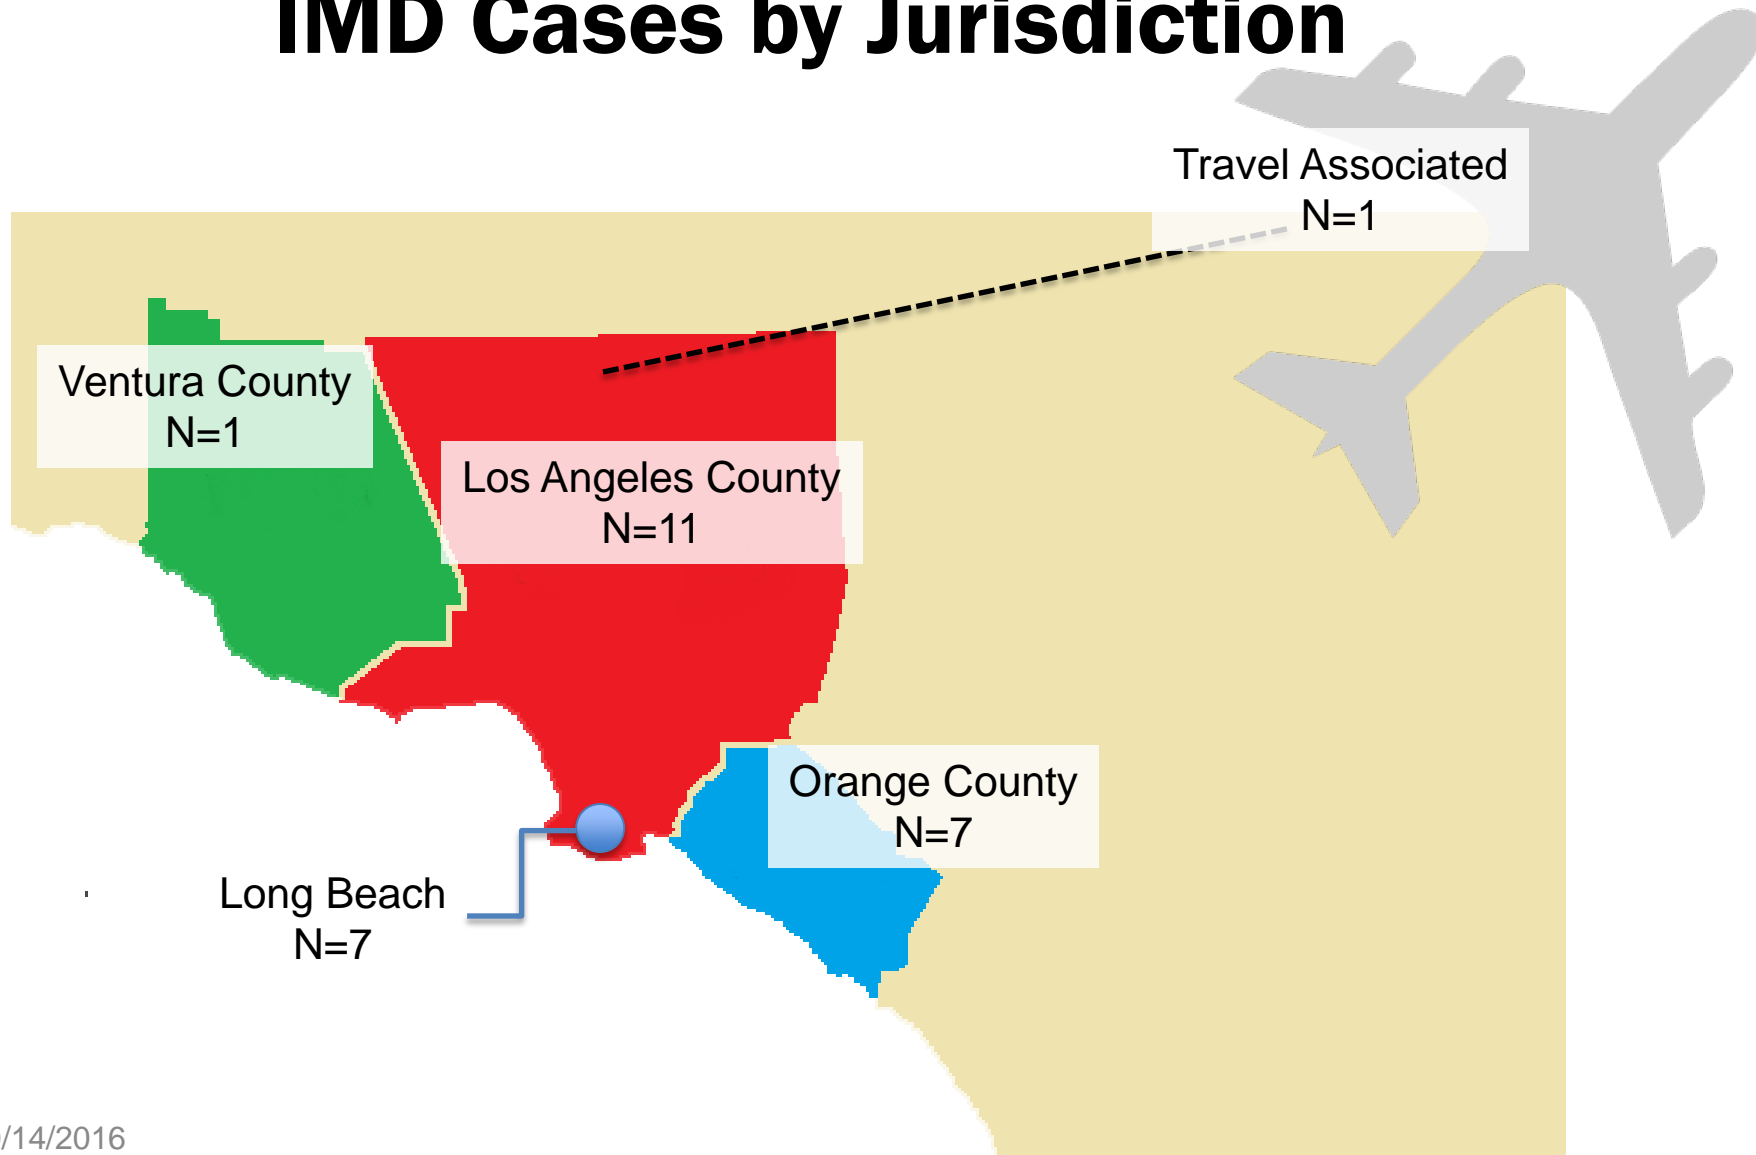 IMD Cases by Jurisdiction
Travel Associated
N=1
Ventura County
N=1
Los Angeles County
N=11
Orange County
N=7
Long Beach
N=7
/14/2016